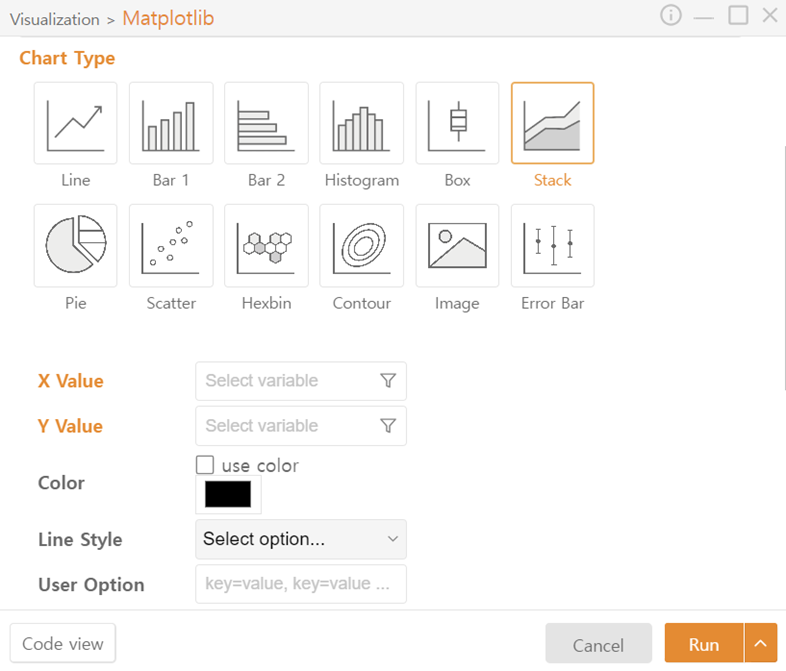 Visualization > Matplotlib
Chart Type
Line Bar 1 Bar 2 Histogram Box Stack
Pie Scatter Hexbin Contour Image Error Bar
X Value Select variable
Y Value Select variable
use color
Color
Line Style Select option...
User Option key=value, key=value ...
Code view Cancel Run